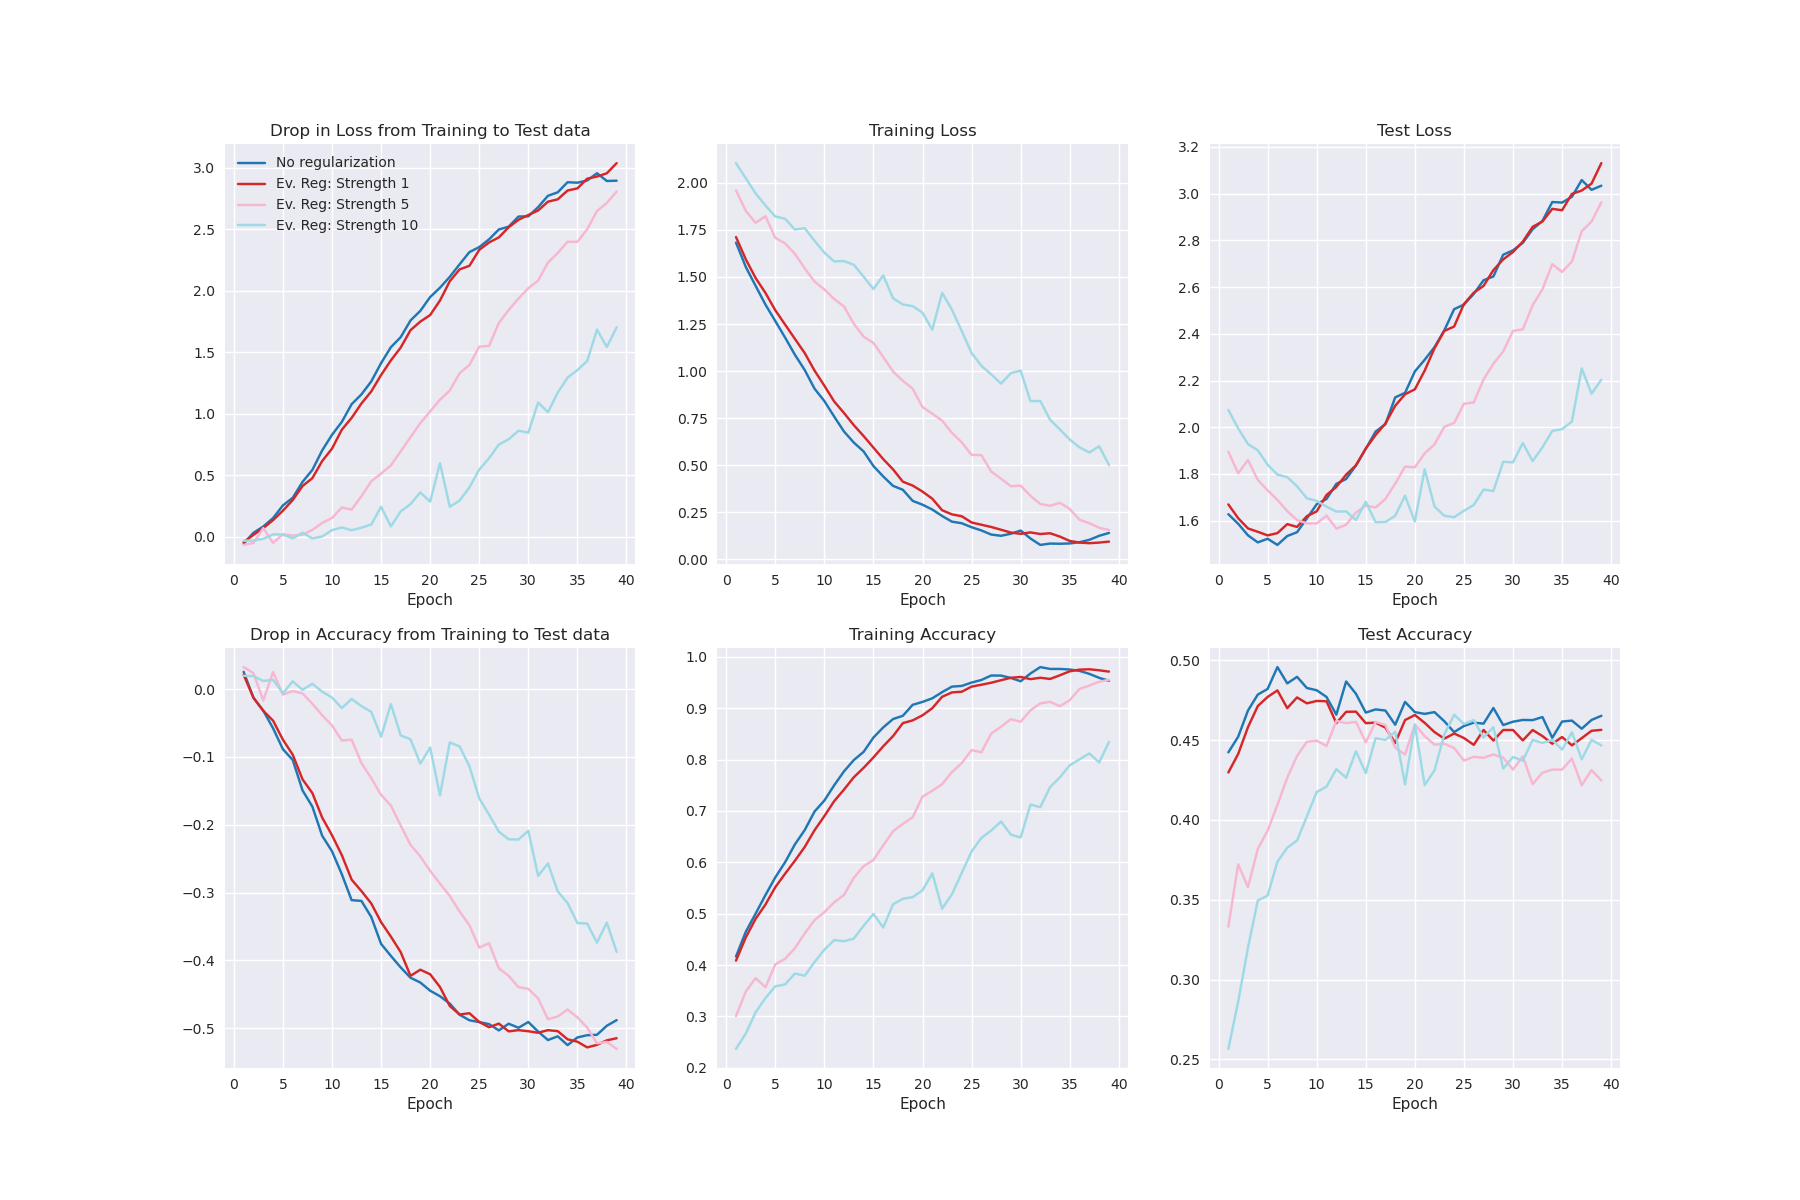 Drop in Loss from Training to Test data
No regularization
Ev. Reg: Strength 1
Ev. Reg: Strength 5
Ev. Reg: Strength 10
3.0
2.5
2.0
1.5
1.0
0.5
0.0
0 5 10 15 20 25 30 35 40
Epoch
Training Loss
2.00
1.75
1.50
1.25
1.00
0.75
0.50
0.25
0.00
0 5 10 15 20 25 30 35 40
Epoch
Test Loss
3.2
3.0
2.8
2.6
2.4
2.2
2.0
1.8
1.6
0 5 10 15 20 25 30 35 40
Epoch
Drop in Accuracy from Training to Test data
0.0
−0.1
−0.2
−0.3
−0.4
−0.5
0 5 10 15 20 25 30 35 40
Epoch
Training Accuracy
1.0
0.9
0.8
0.7
0.6
0.5
0.4
0.3
0.2
0 5 10 15 20 25 30 35 40
Epoch
Test Accuracy
0.50
0.45
0.40
0.35
0.30
0.25
0 5 10 15 20 25 30 35 40
Epoch